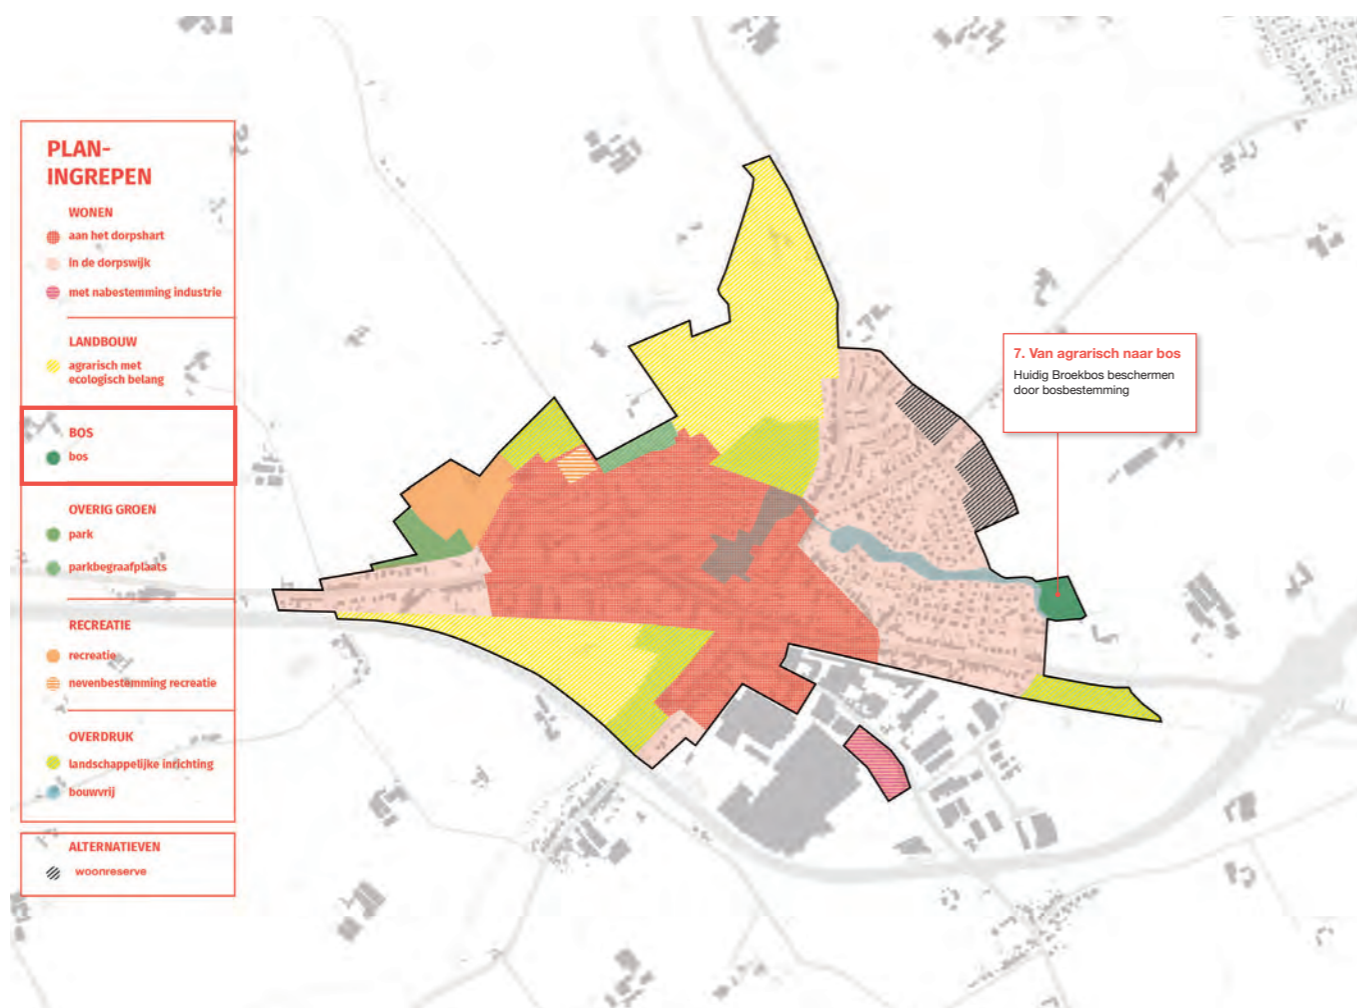 PLAN-
INGREPEN
WONEN
aan het dorpshart
in de dorpswijk
met nabestemming industrie
LANDBOUW
agrarisch met
ecologisch belang
BOS
bos
OVERIG GROEN
park
parkbegraafplaats
RECREATIE
recreatie
nevenbestemming recreatie
OVERDRUK
landschappelijke inrichting
bouwvrij
ALTERNATIEVEN
woonreserve
7. Van agrarisch naar bos
Huidig Broekbos beschermen
door bosbestemming